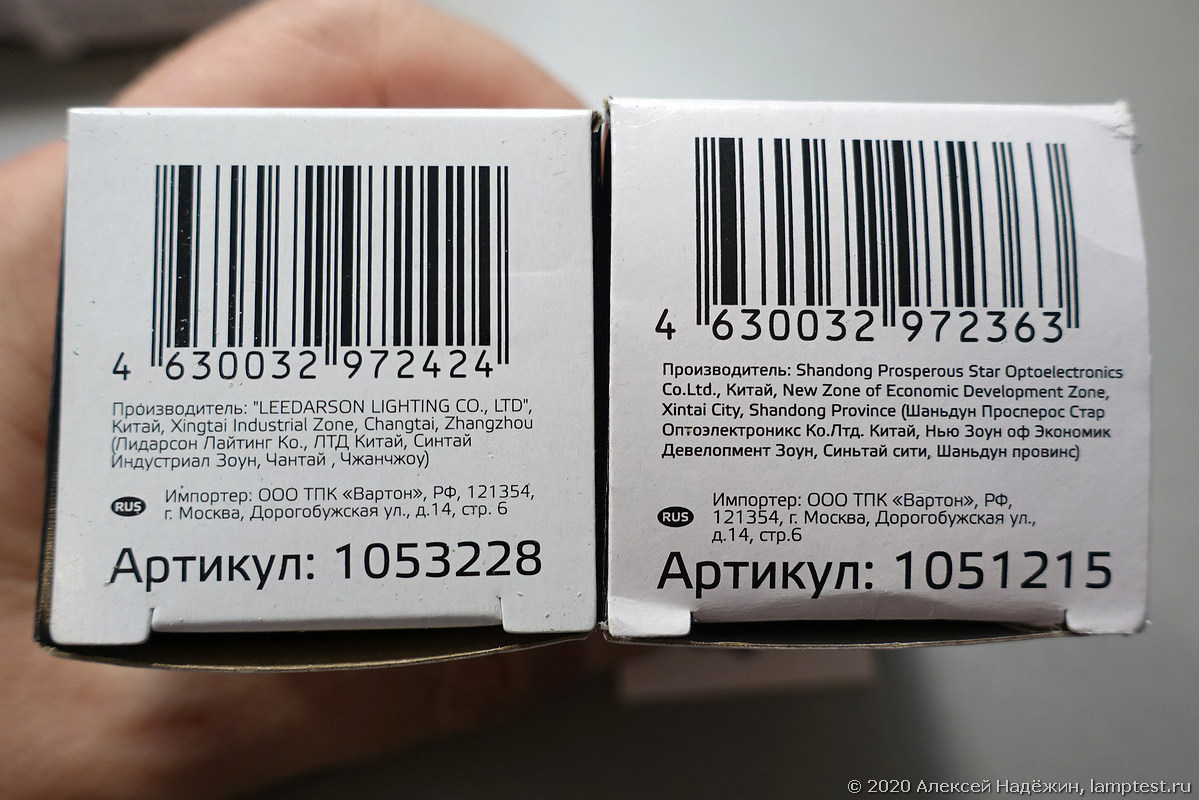 4 630032 972424
Производитель: "LEEDARSON LIGHTING CO., LTD",
Китай, Xingtai Industrial Zone, Changtai, Zhangzhou
(Лидарсон Лайтинг Ко., ЛТД Китай, Синтай
Индустриал Зоун, Чантай , Чжанчжоу)
RUS
Импортер: ООО ТПК «Вартон», РФ, 121354,
г. Москва, Дорогобужская ул., д.14, стр. 6
Артикул: 1053228
4 630032 972363
Производитель: Shandong Prosperous Star Optoelectronics
Co.Ltd., Китай, New Zone of Economic Development Zone,
Xintai City, Shandong Province (Шаньдун Просперос Стар
Оптоэлектроникс Ко.Лтд. Китай, Нью Зоун оф Экономик
Девелопмент Зоун, Синьтай сити, Шаньдун провинс)
RUS
Импортер: ООО ТПК «Вартон», РФ,
121354, г. Москва, Дорогобужская ул.,
д.14, стр.6
Артикул: 1051215
© 2020 Алексей Надёжин, lamptest.ru